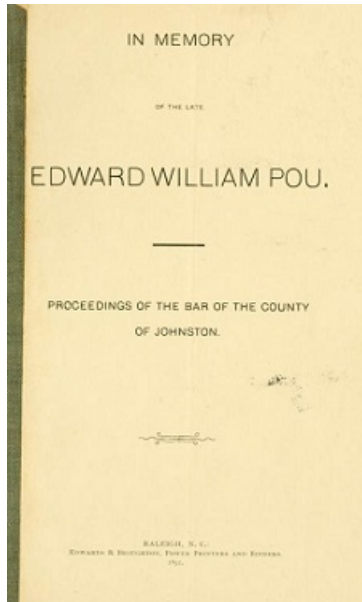 IN MEMORY
OF THE LATE
EDWARD WILLIAM POU.
PROCEEDINGS OF THE BAR OF THE COUNTY
OF JOHNSTON.
RALEIGH, N. C.
EDWARDS & BROUGHTON, POWER PRINTERS AND BINDERS.